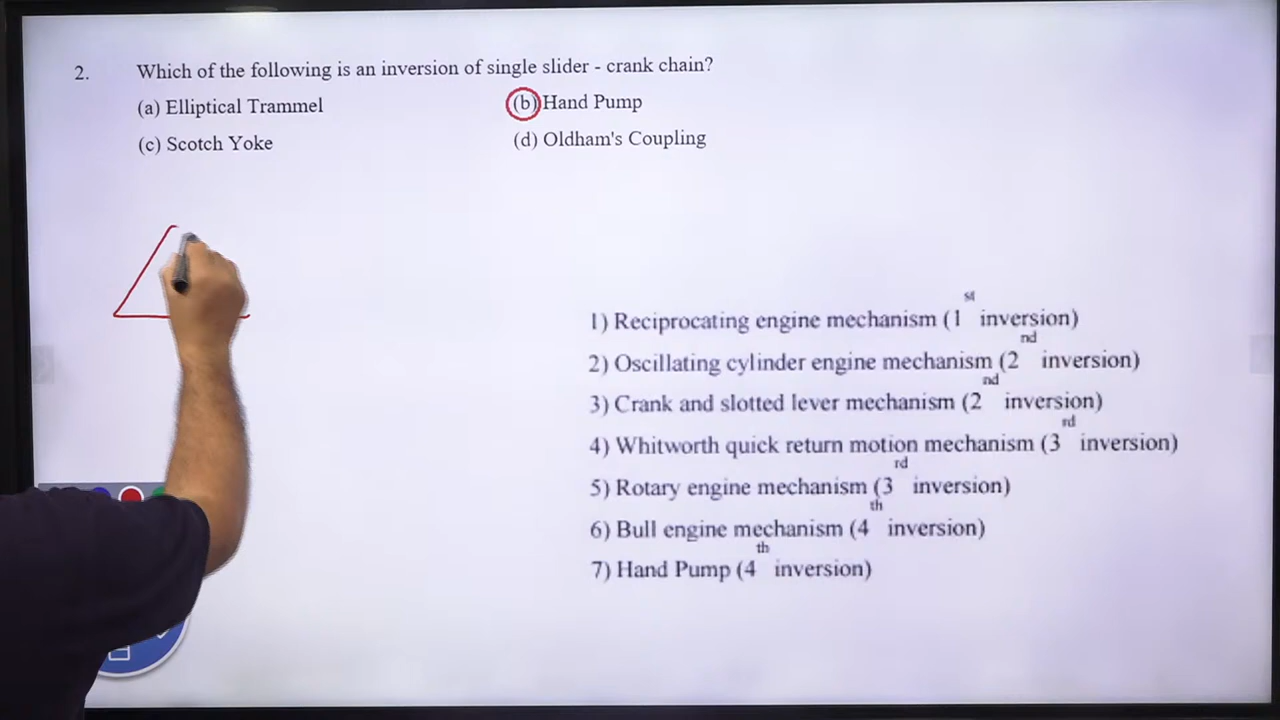 2. Which of the following is an inversion of single slider - crank chain?
(a) Elliptical Trammel (b) Hand Pump
(c) Scotch Yoke (d) Oldham's Coupling
1) Reciprocating engine mechanism (1st inversion)
2) Oscillating cylinder engine mechanism (2nd inversion)
3) Crank and slotted lever mechanism (2nd inversion)
4) Whitworth quick return motion mechanism (3rd inversion)
5) Rotary engine mechanism (3rd inversion)
6) Bull engine mechanism (4th inversion)
7) Hand Pump (4th inversion)